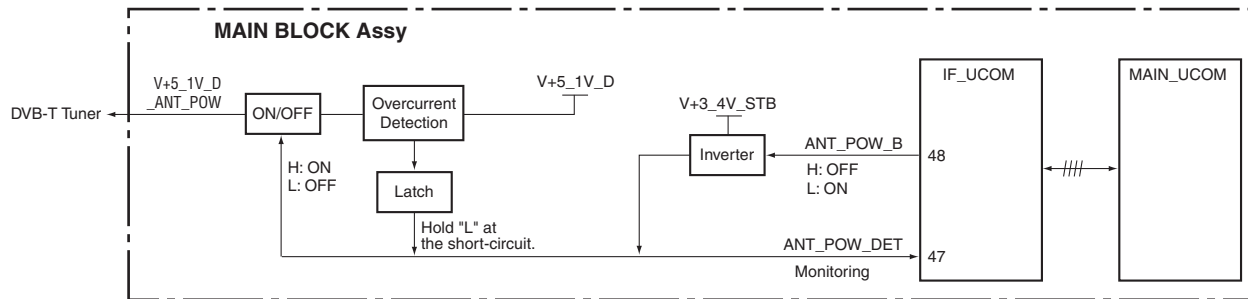 MAIN BLOCK Assy
V+5_1V_D
_ANT_POW
DVB-T Tuner
ON/OFF
Overcurrent
Detection
V+5_1V_D
H: ON
L: OFF
Latch
Hold "L" at
the short-circuit.
V+3_4V_STB
Inverter
ANT_POW_B
H: OFF
L: ON
ANT_POW_DET
Monitoring
IF_UCOM
48
47
MAIN_UCOM